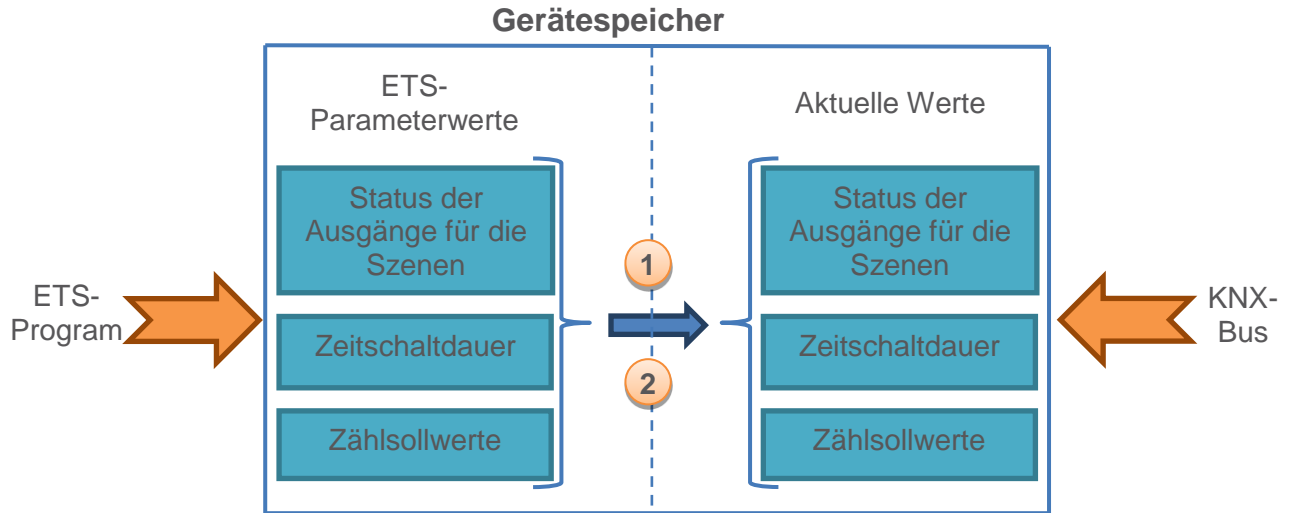 Gerätespeicher
ETS-
Parameterwerte
Aktuelle Werte
Status der
Ausgänge für die
Szenen
Status der
Ausgänge für die
Szenen
1
ETS-
Program
KNX-
Bus
Zeitschaltdauer
Zeitschaltdauer
2
Zählsollwerte
Zählsollwerte